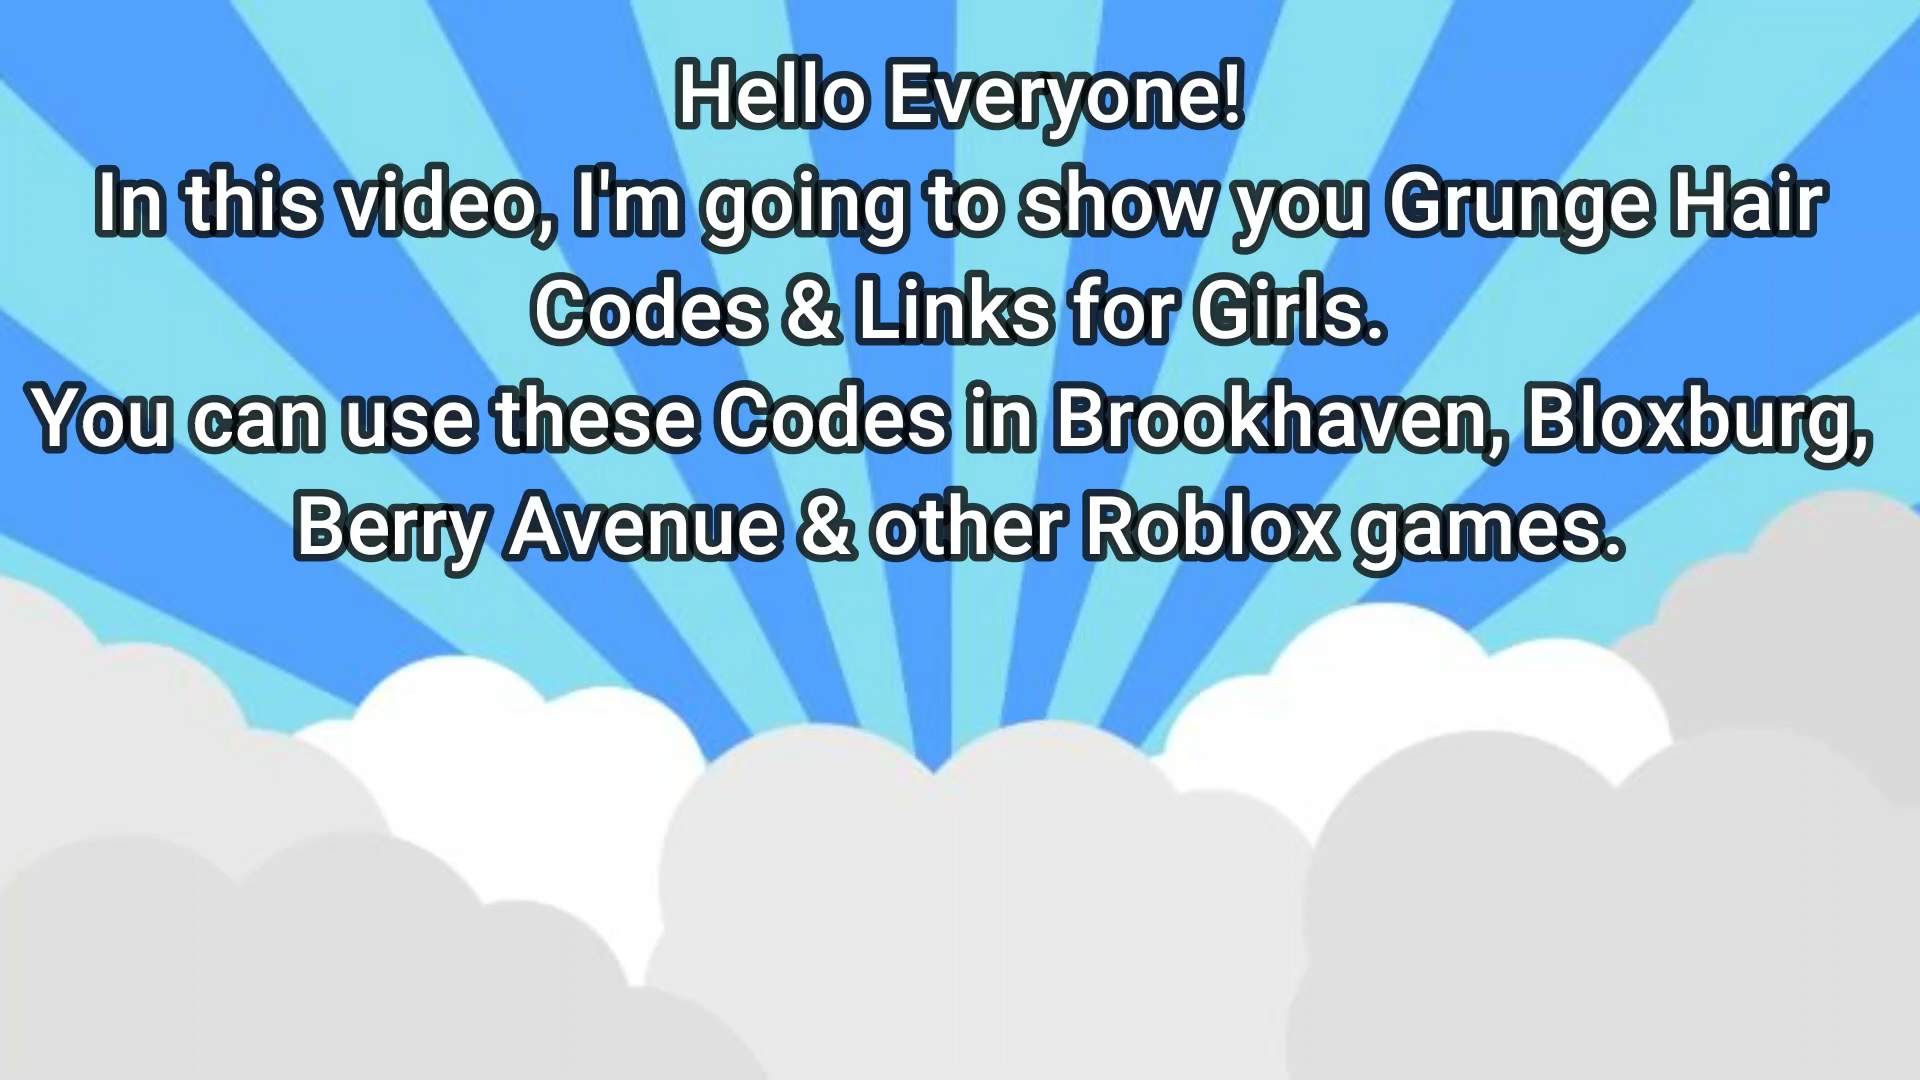 Hello Everyone!
In this video, I'm going to show you Grunge Hair
Codes & Links for Girls.
You can use these Codes in Brookhaven, Bloxburg,
Berry Avenue & other Roblox games.